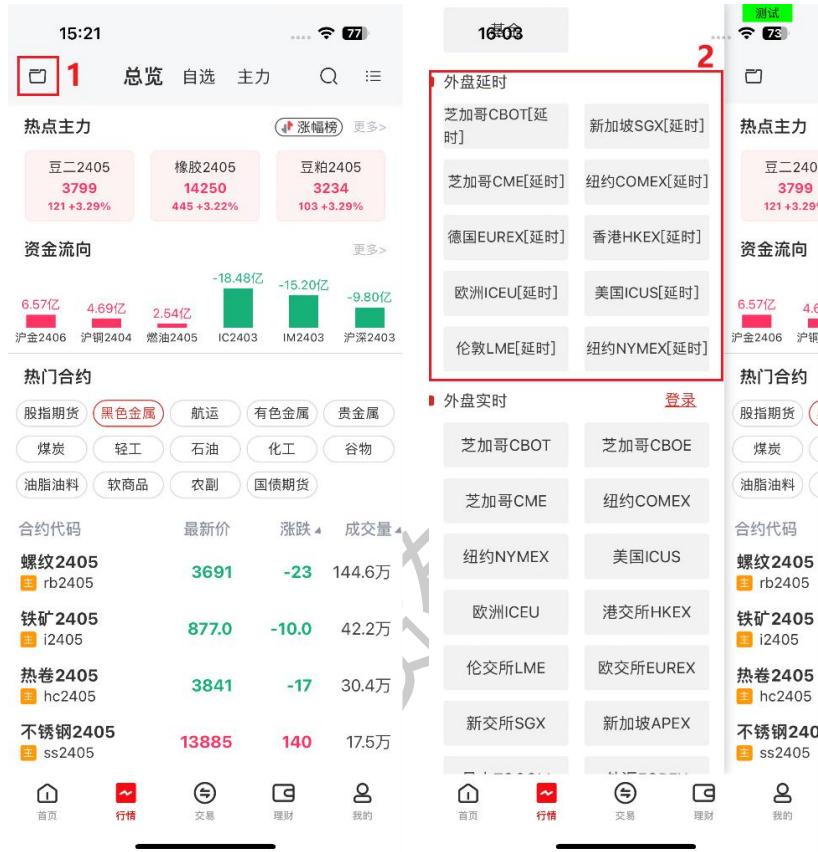 15:21
77
1
总览 自选 主力
热点主力 涨幅榜 更多>
豆二2405 橡胶2405 豆粕2405
3799 14250 3234
121 +3.29% 445 +3.22% 103 +3.29%
资金流向 更多>
-18.48亿 -15.20亿 -9.80亿
6.57亿 4.69亿 2.54亿
沪金2406 沪铜2404 燃油2405 IC2403 IM2403 沪深2403
热门合约
股指期货 黑色金属 航运 有色金属 贵金属
煤炭 轻工 石油 化工 谷物
油脂油料 软商品 农副 国债期货
合约代码 最新价 涨跌 成交量
螺纹2405 3691 -23 144.6万
主 rb2405
铁矿2405 877.0 -10.0 42.2万
主 i2405
热卷2405 3841 -17 30.4万
主 hc2405
不锈钢2405 13885 140 17.5万
主 ss2405
首页 行情 交易 理财 我的
测试
基金
16:03
73
2
外盘延时
芝加哥CBOT[延时] 新加坡SGX[延时]
芝加哥CME[延时] 纽约COMEX[延时]
德国EUREX[延时] 香港HKEX[延时]
欧洲ICEU[延时] 美国ICUS[延时]
伦敦LME[延时] 纽约NYMEX[延时]
外盘实时 登录
芝加哥CBOT 芝加哥CBOE
芝加哥CME 纽约COMEX
纽约NYMEX 美国ICUS
欧洲ICEU 港交所HKEX
伦交所LME 欧交所EUREX
新交所SGX 新加坡APEX
热点主力
豆二240
3799
121 +3.29
资金流向
6.57亿 4.6
沪金2406 沪铜
热门合约
股指期货
煤炭
油脂油料
合约代码
螺纹2405
主 rb2405
铁矿2405
主 i2405
热卷2405
主 hc2405
不锈钢240
主 ss2405
首页 行情 交易 理财 我的